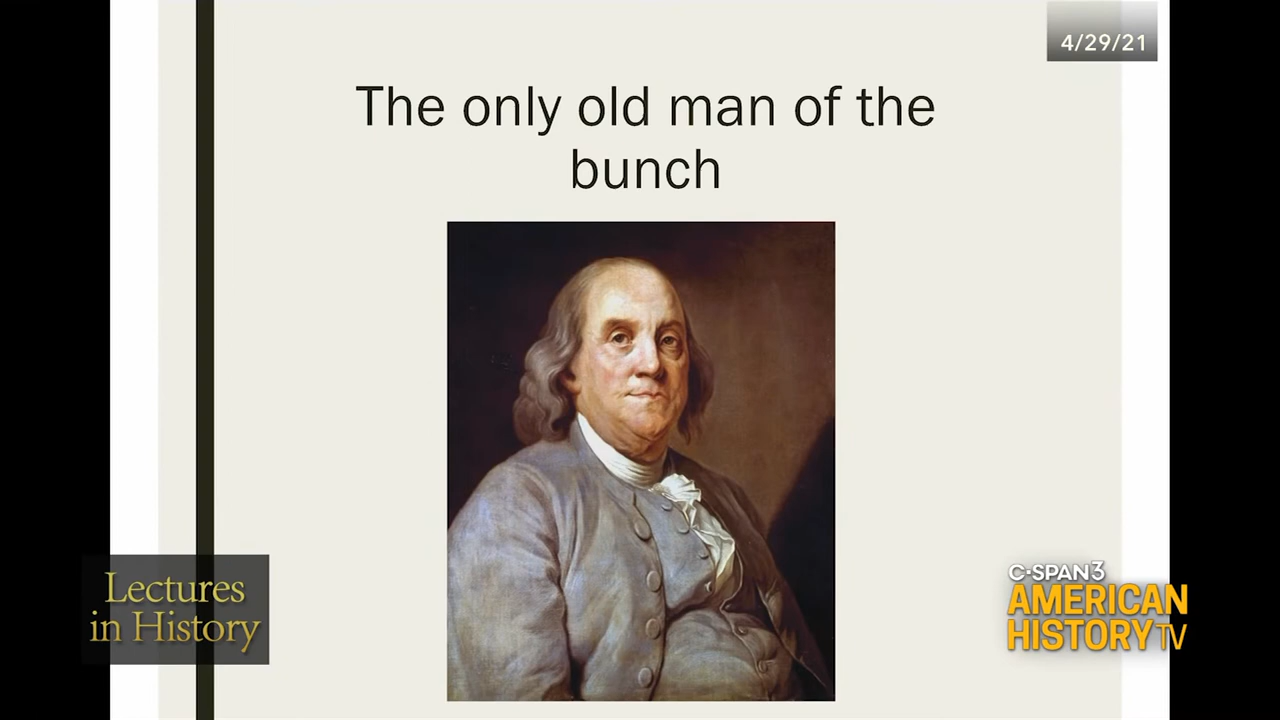 4/29/21
The only old man of the
bunch
Lectures
in History
C-SPAN3
AMERICAN
HISTORY TV